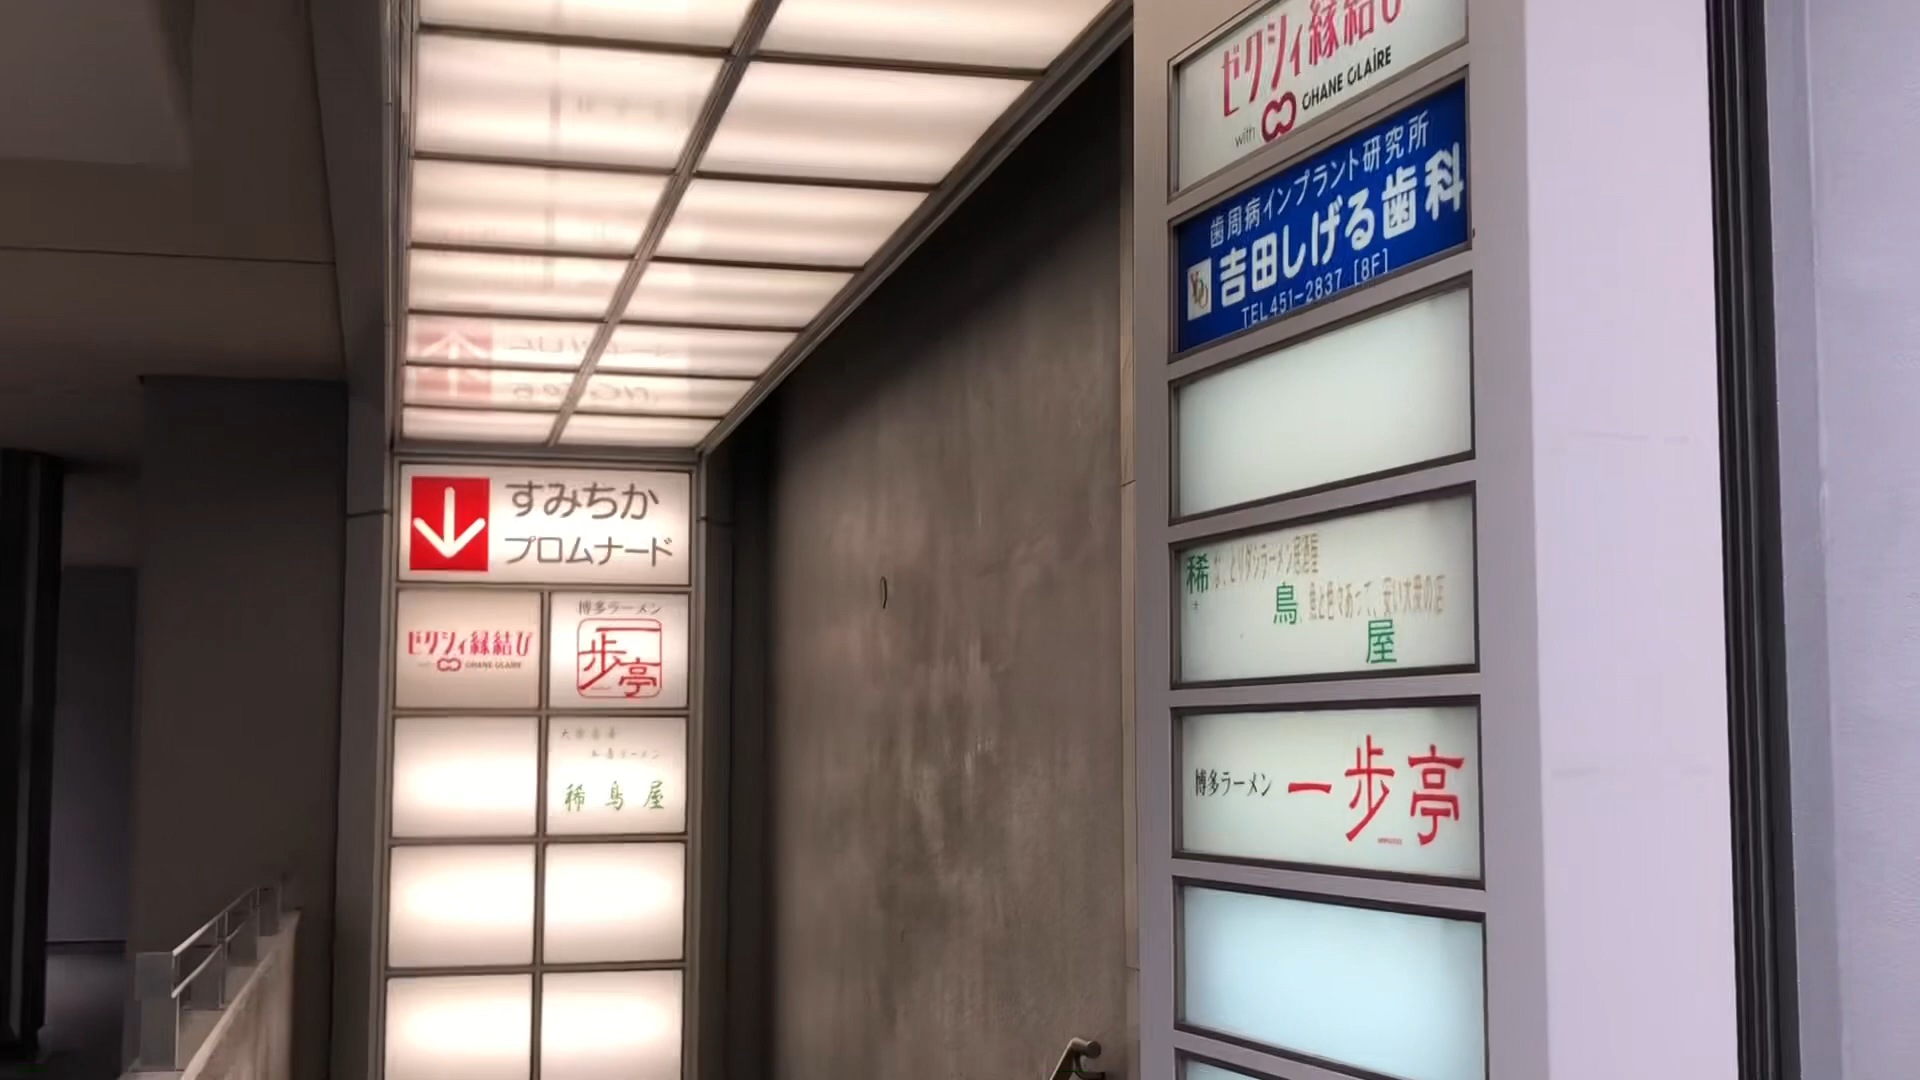 すみちか
プロムナード
ゼクシィ縁結び
博多ラーメン
一歩亭
稀鳥屋
ゼクシィ縁結び
with OHANE CLAIRE
歯周病インプラント研究所
吉田しげる歯科
TEL 451-2837 [8F]
稀
鳥
屋
博多ラーメン 一歩亭